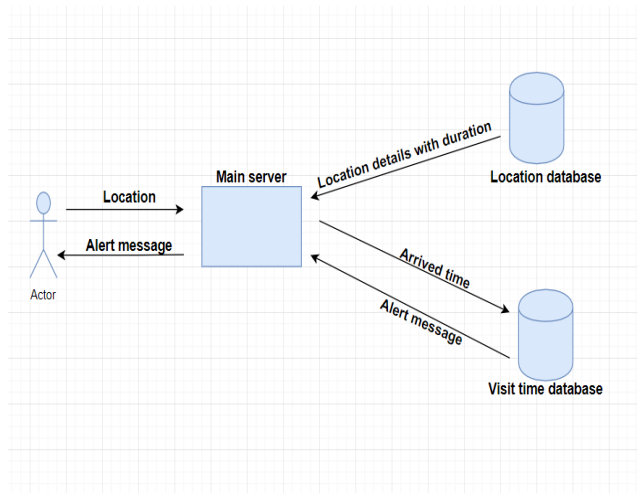 Location details with duration
Location database
Main server
Location
Alert message
Actor
Arrived time
Alert message
Visit time database